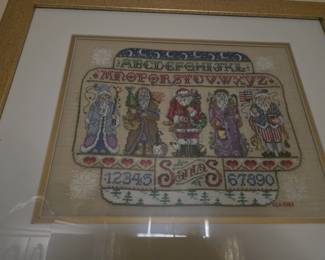 ABCDEFGHIJKL
MNOPQRSTUVWXYZ
12345 SANTAS 67890